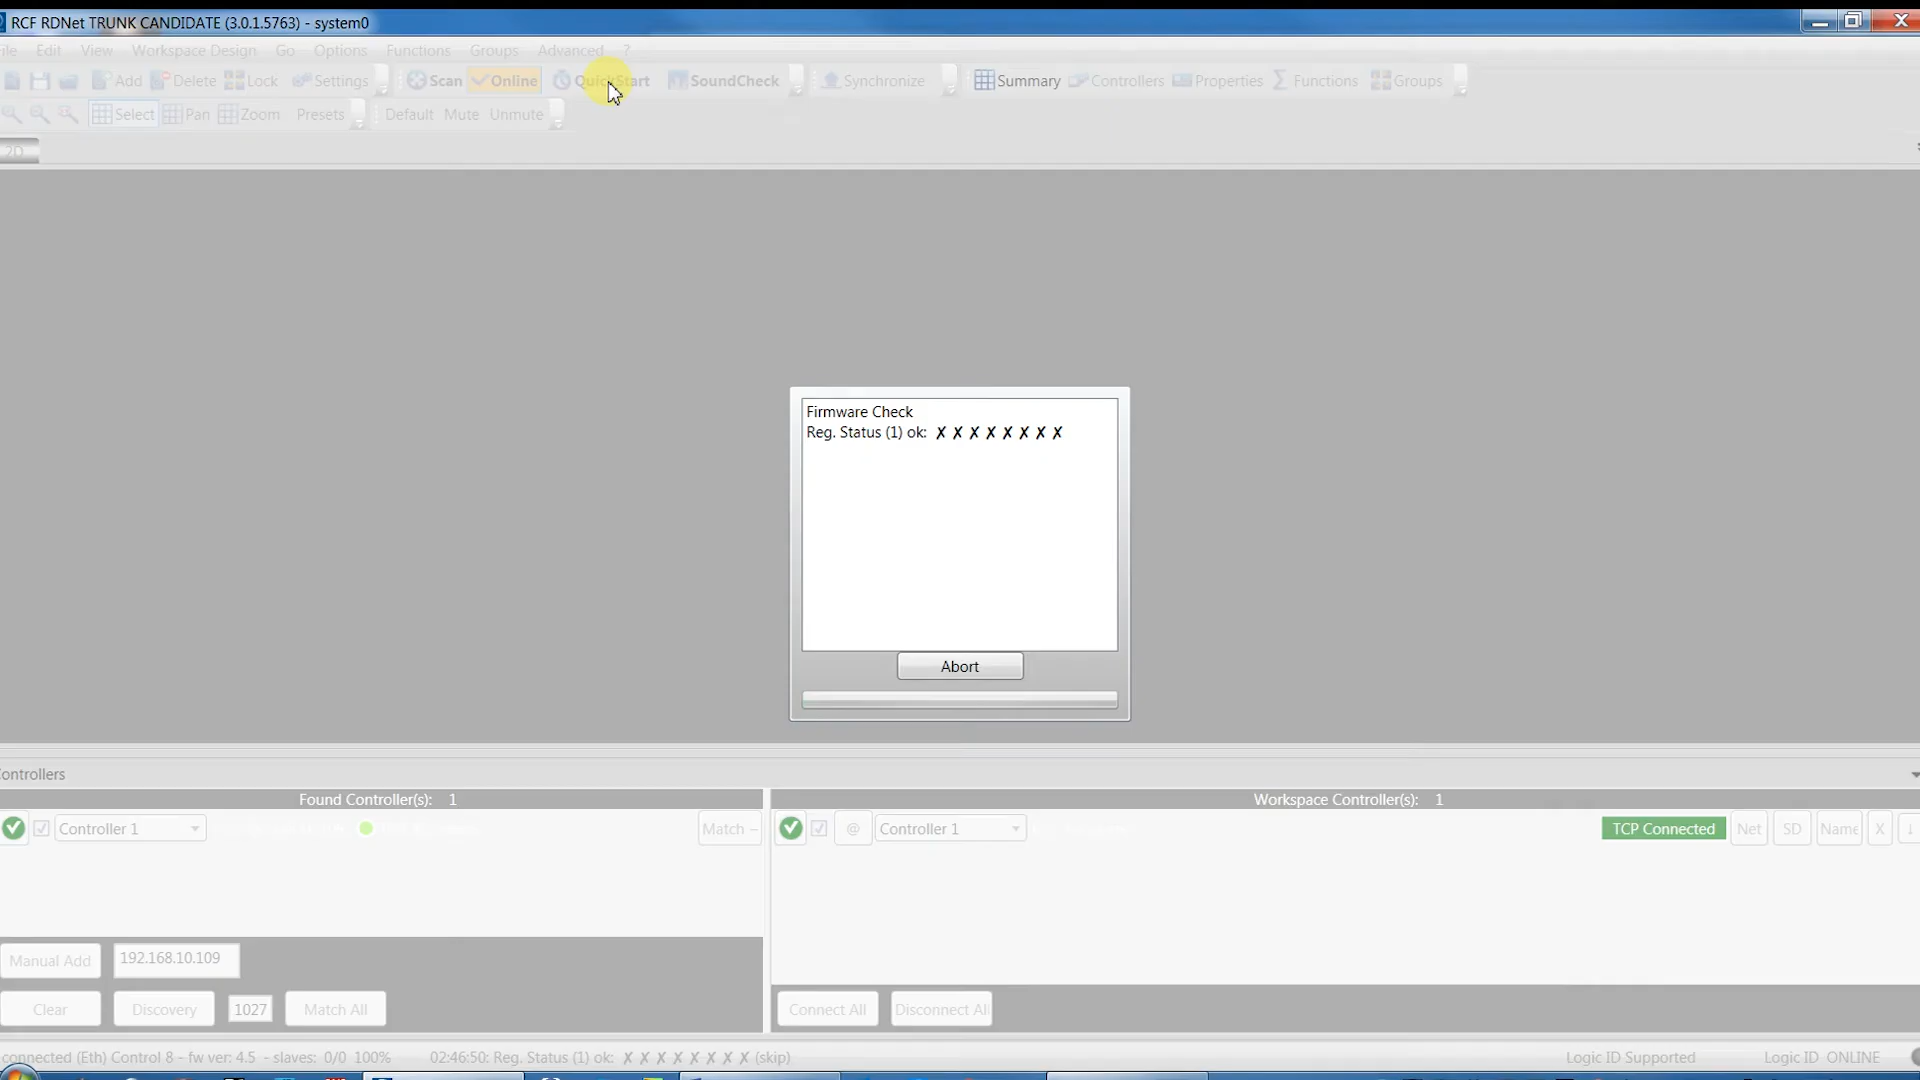 RCF RDNet TRUNK CANDIDATE (3.0.1.5763) - system0
ile Edit View Workspace Design Go Options Functions Groups Advanced ?
Add Delete Lock Settings Scan Online QuickStart SoundCheck Synchronize Summary Controllers Properties Functions Groups
Select Pan Zoom Presets Default Mute Unmute
2D
Firmware Check
Reg. Status (1) ok: ✗ ✗ ✗ ✗ ✗ ✗ ✗ ✗
Abort
ontrollers
Found Controller(s): 1
Workspace Controller(s): 1
Controller 1
Match –
@ Controller 1
TCP Connected Net SD Name X ↓
Manual Add 192.168.10.109
Clear Discovery 1027 Match All
Connect All Disconnect All
connected (Eth) Control 8 – fw ver: 4.5 - slaves: 0/0 100% 02:46:50: Reg. Status (1) ok: ✗ ✗ ✗ ✗ ✗ ✗ ✗ ✗ (skip) Logic ID Supported Logic ID ONLINE